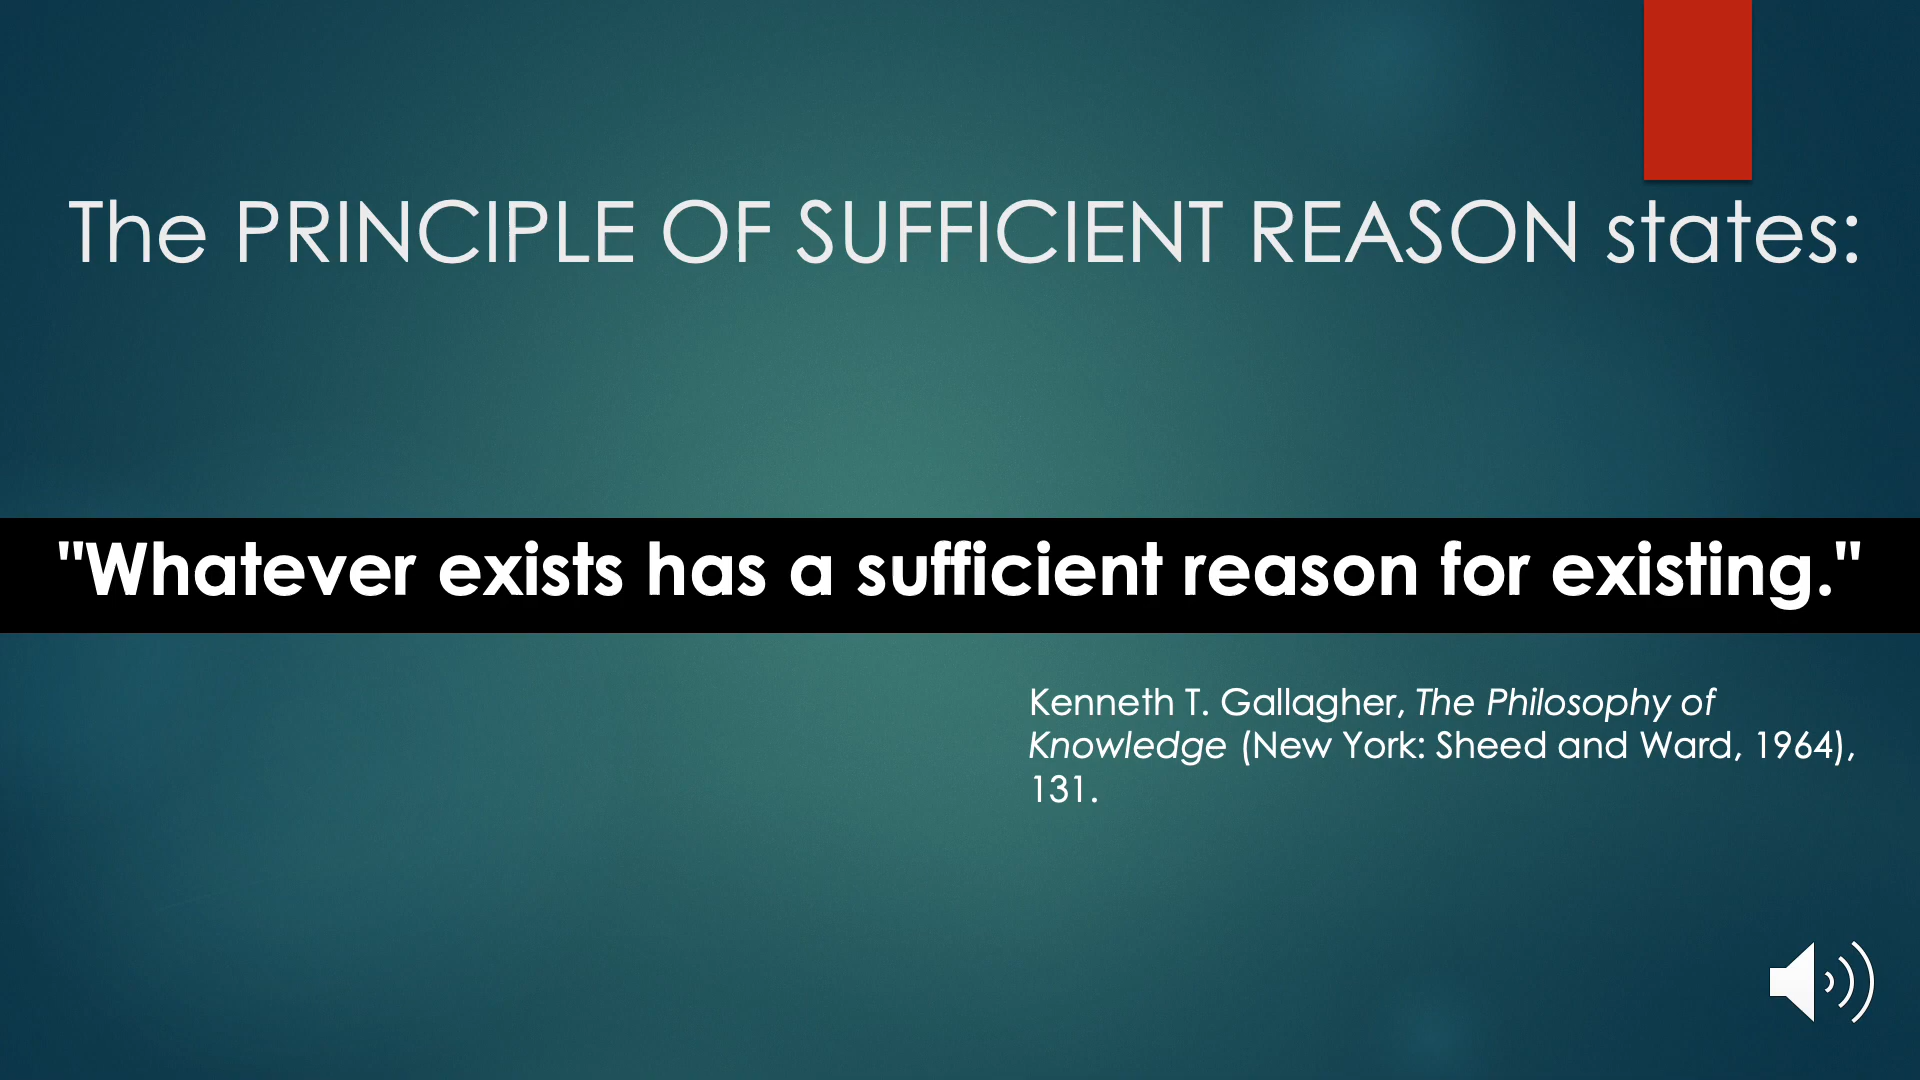 The PRINCIPLE OF SUFFICIENT REASON states:
"Whatever exists has a sufficient reason for existing."
Kenneth T. Gallagher, The Philosophy of
Knowledge (New York: Sheed and Ward, 1964),
131.